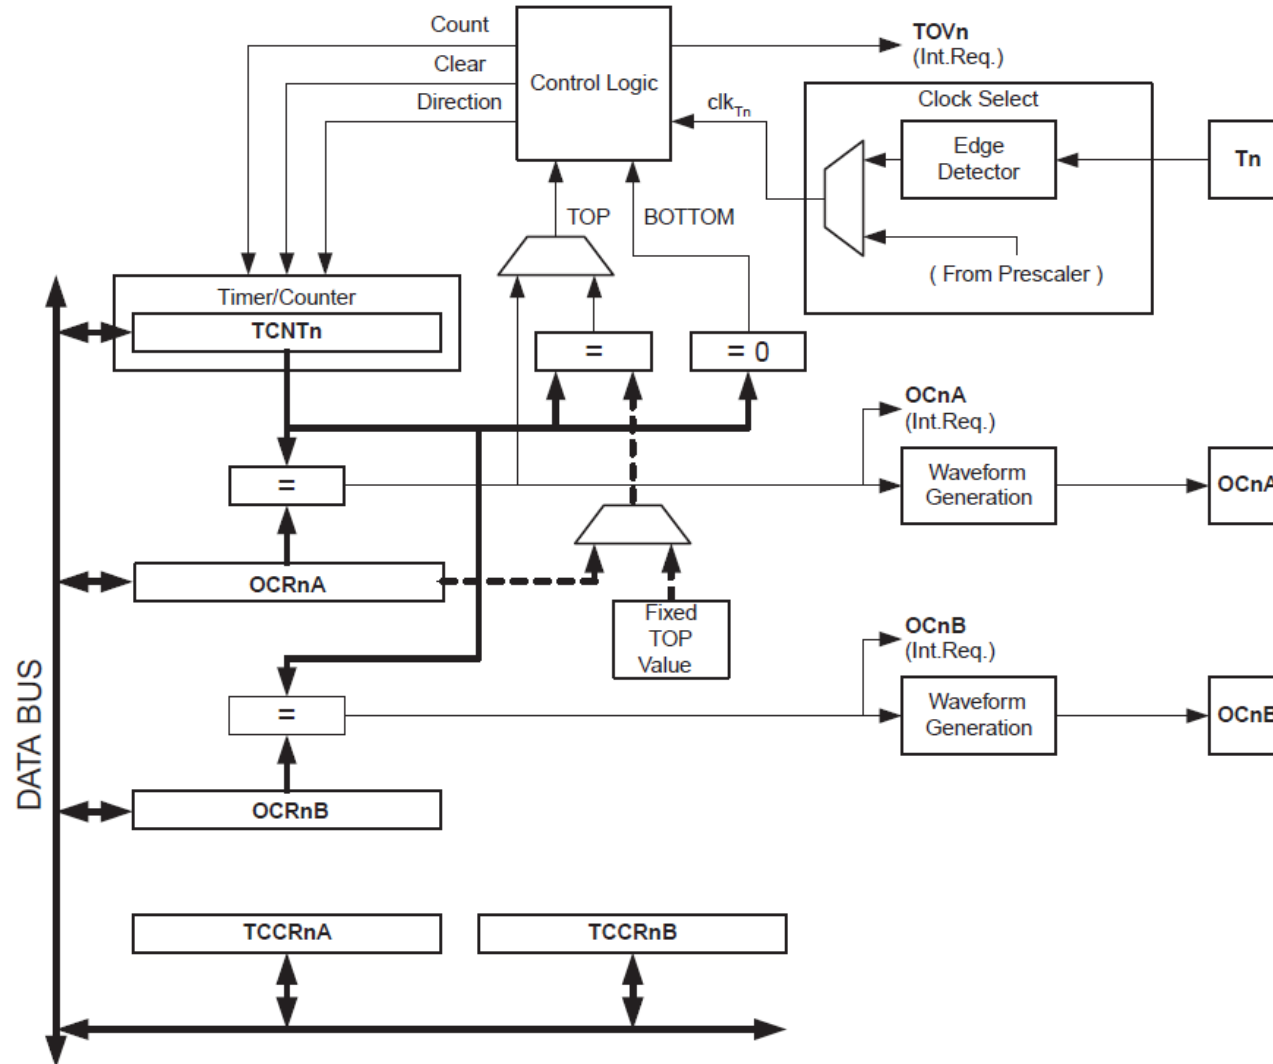 Count
TOVn
(Int.Req.)
Clear
Control Logic
Clock Select
Direction
clkTn
Edge
Detector
Tn
TOP
BOTTOM
( From Prescaler )
Timer/Counter
TCNTn
=
= 0
OCnA
(Int.Req.)
=
Waveform
Generation
OCnA
OCRnA
Fixed
TOP
Value
OCnB
(Int.Req.)
=
Waveform
Generation
OCnB
DATA BUS
OCRnB
TCCRnA
TCCRnB